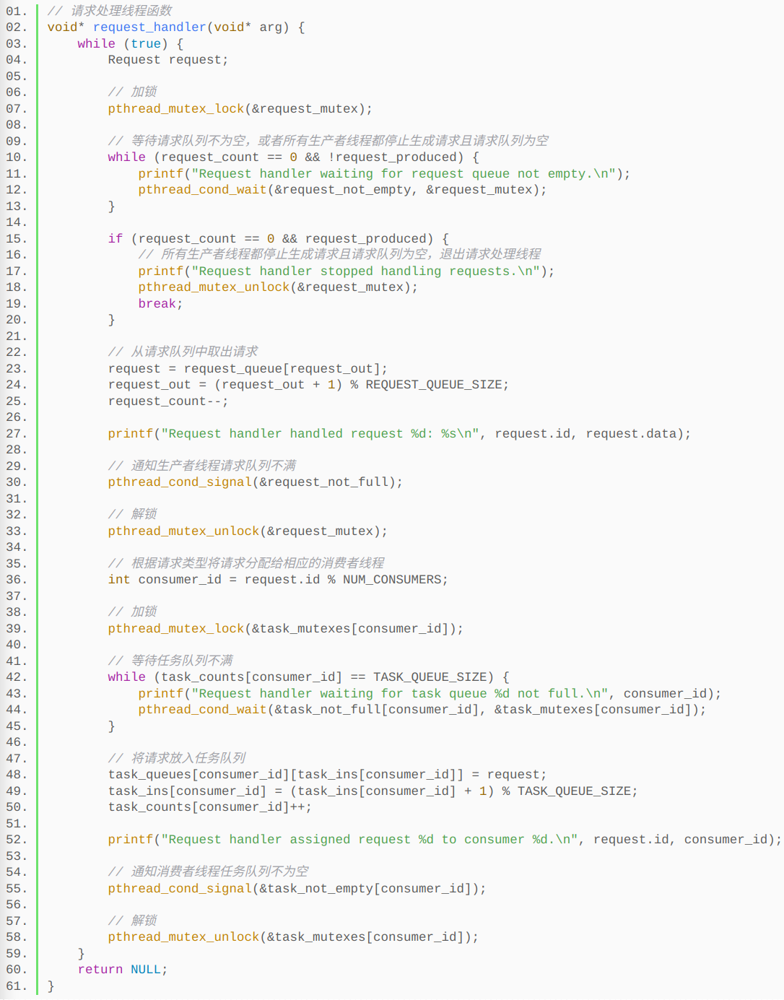 01. // 请求处理线程函数
02. void* request_handler(void* arg) {
03.     while (true) {
04.         Request request;
05.
06.         // 加锁
07.         pthread_mutex_lock(&request_mutex);
08.
09.         // 等待请求队列不为空，或者所有生产者线程都停止生成请求且请求队列为空
10.         while (request_count == 0 && !request_produced) {
11.             printf("Request handler waiting for request queue not empty.\n");
12.             pthread_cond_wait(&request_not_empty, &request_mutex);
13.         }
14.
15.         if (request_count == 0 && request_produced) {
16.             // 所有生产者线程都停止生成请求且请求队列为空，退出请求处理线程
17.             printf("Request handler stopped handling requests.\n");
18.             pthread_mutex_unlock(&request_mutex);
19.             break;
20.         }
21.
22.         // 从请求队列中取出请求
23.         request = request_queue[request_out];
24.         request_out = (request_out + 1) % REQUEST_QUEUE_SIZE;
25.         request_count--;
26.
27.         printf("Request handler handled request %d: %s\n", request.id, request.data);
28.
29.         // 通知生产者线程请求队列不满
30.         pthread_cond_signal(&request_not_full);
31.
32.         // 解锁
33.         pthread_mutex_unlock(&request_mutex);
34.
35.         // 根据请求类型将请求分配给相应的消费者线程
36.         int consumer_id = request.id % NUM_CONSUMERS;
37.
38.         // 加锁
39.         pthread_mutex_lock(&task_mutexes[consumer_id]);
40.
41.         // 等待任务队列不满
42.         while (task_counts[consumer_id] == TASK_QUEUE_SIZE) {
43.             printf("Request handler waiting for task queue %d not full.\n", consumer_id);
44.             pthread_cond_wait(&task_not_full[consumer_id], &task_mutexes[consumer_id]);
45.         }
46.
47.         // 将请求放入任务队列
48.         task_queues[consumer_id][task_ins[consumer_id]] = request;
49.         task_ins[consumer_id] = (task_ins[consumer_id] + 1) % TASK_QUEUE_SIZE;
50.         task_counts[consumer_id]++;
51.
52.         printf("Request handler assigned request %d to consumer %d.\n", request.id, consumer_id);
53.
54.         // 通知消费者线程任务队列不为空
55.         pthread_cond_signal(&task_not_empty[consumer_id]);
56.
57.         // 解锁
58.         pthread_mutex_unlock(&task_mutexes[consumer_id]);
59.     }
60.     return NULL;
61. }